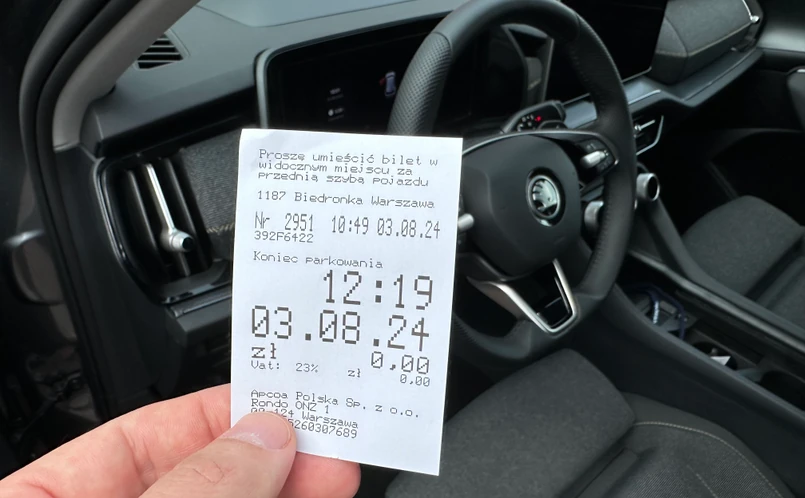 Proszę umieścić bilet w
widocznym miejscu za
przednią szybą pojazdu
1187 Biedronka Warszawa
Nr 2951 10:49 03.08.24
392F6422
Koniec parkowania
12:19
03.08.24
zł 0,00
Vat: 23% zł 0,00
Apcoa Polska Sp. z o.o.
Rondo ONZ 1
Warszawa
5260307689